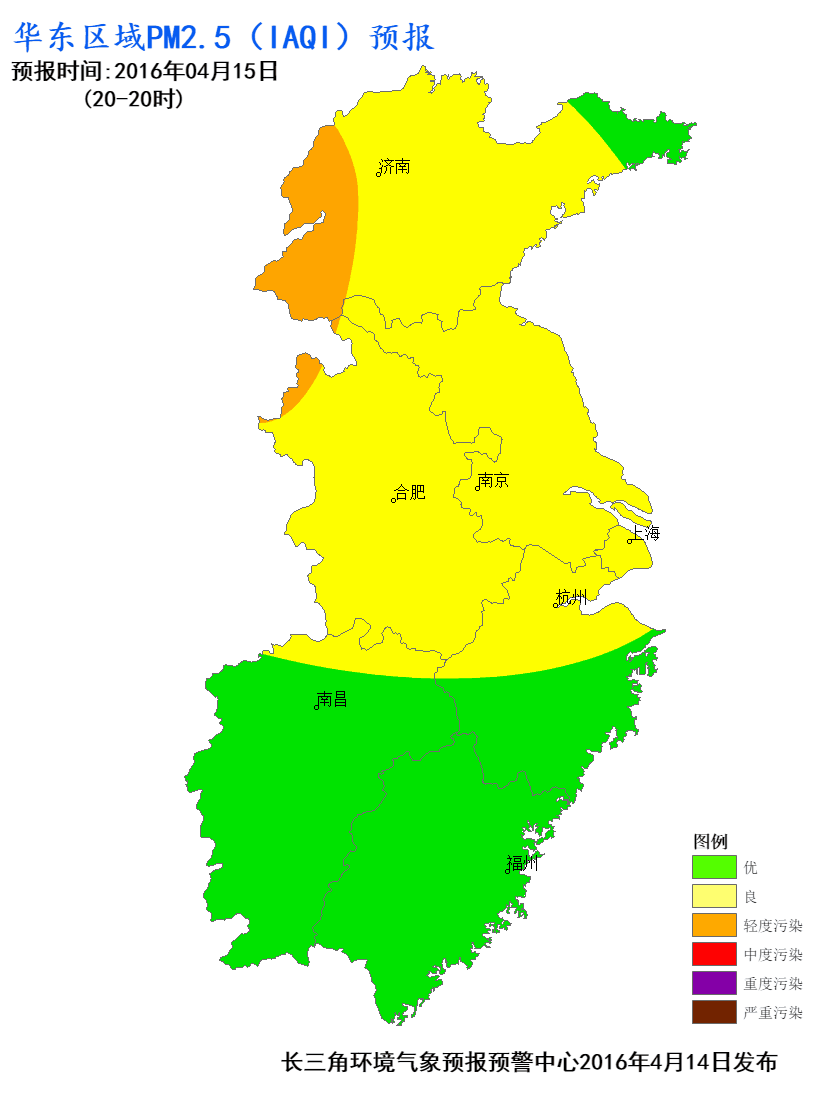 华东区域PM2.5（IAQI）预报
预报时间:2016年04月15日
(20-20时)
济南
合肥
南京
上海
杭州
南昌
福州
图例
优
良
轻度污染
中度污染
重度污染
严重污染
长三角环境气象预报预警中心2016年4月14日发布